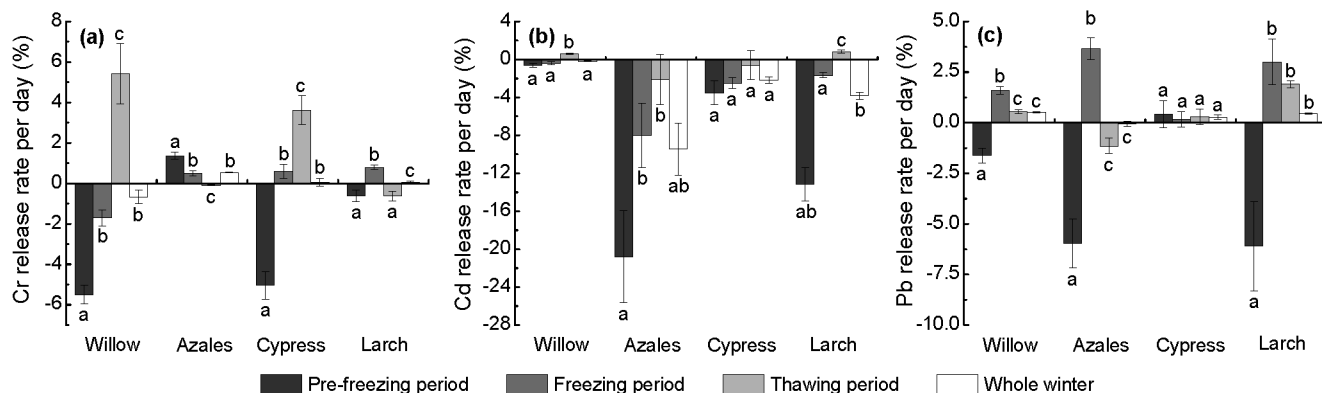 (a)
Cr release rate per day (%)
8
6
4
2
0
-2
-4
-6
a
b
c
b
a
b
c
b
a
b
c
b
a
b
a
c
Willow Azales Cypress Larch
(b)
Cd release rate per day (%)
4
0
-4
-8
-12
-16
-20
-24
-28
a
a
b
a
a
b
b
ab
a
a
a
a
ab
a
c
b
Willow Azales Cypress Larch
(c)
Pb release rate per day (%)
5.0
2.5
0.0
-2.5
-5.0
-7.5
-10.0
a
b
c
c
a
b
c
c
a
a
a
a
a
b
b
b
Willow Azales Cypress Larch
Pre-freezing period Freezing period Thawing period Whole winter